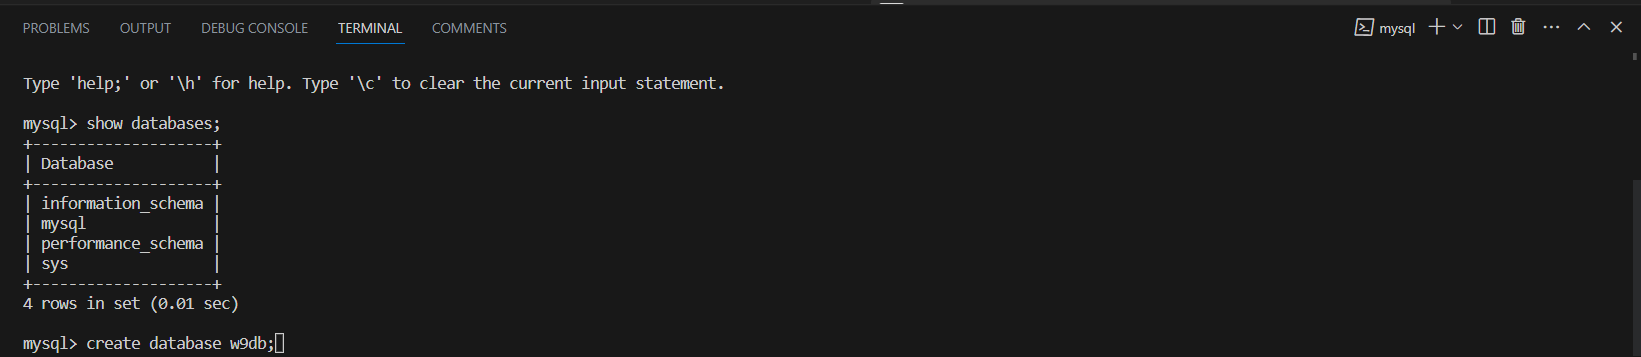 PROBLEMS OUTPUT DEBUG CONSOLE TERMINAL COMMENTS mysql
Type 'help;' or '\h' for help. Type '\c' to clear the current input statement.
mysql> show databases;
+--------------------+
| Database           |
+--------------------+
| information_schema |
| mysql              |
| performance_schema |
| sys                |
+--------------------+
4 rows in set (0.01 sec)
mysql> create database w9db;